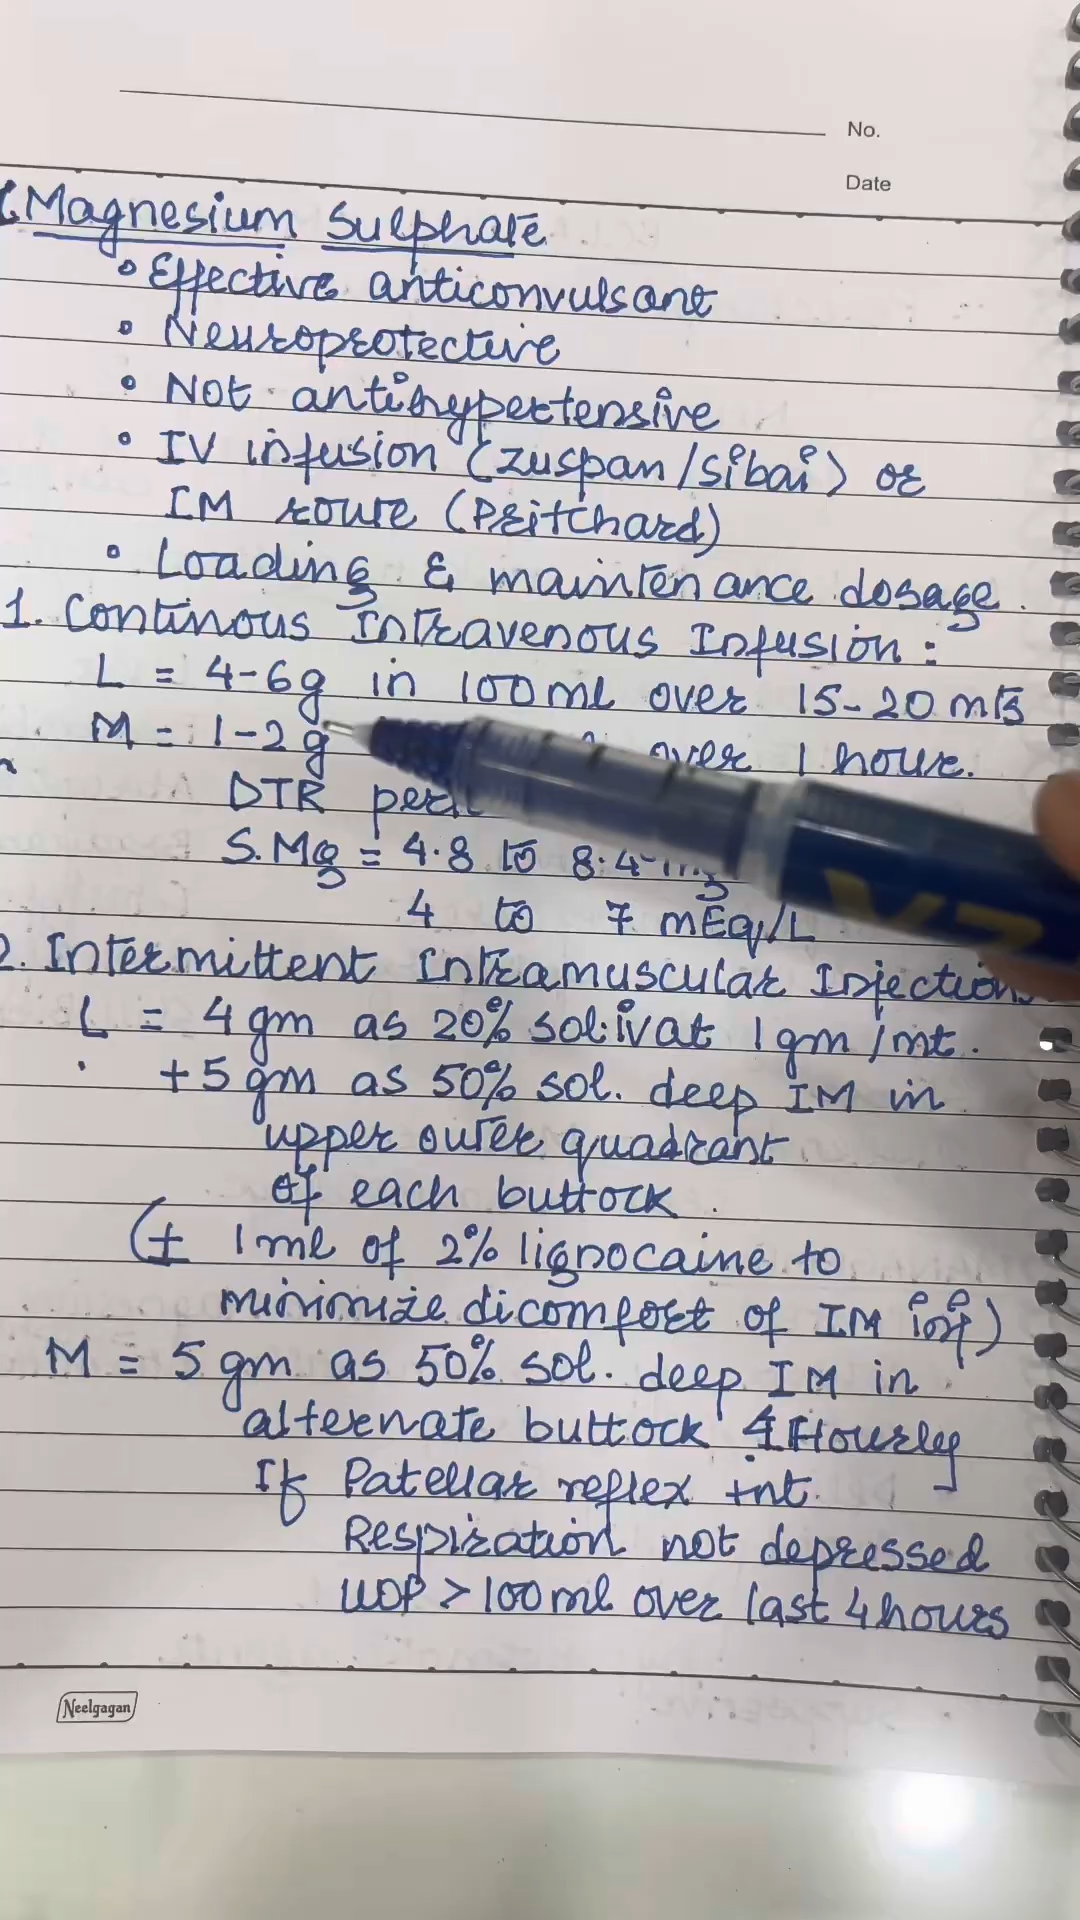 No.
Date
Magnesium Sulphate
• Effective anticonvulsant
• Neuroprotective
• Not antihypertensive
• IV infusion (Zuspan/Sibai) or
IM route (Pritchard)
• Loading & maintenance dosage.
1. Continous Intravenous Infusion:
L = 4-6g in 100ml over 15-20 mts
M = 1-2g over 1 hour.
DTR
S.Mg = 4.8 to 8.4 mg
4 to 7 mEq/L
2. Intermittent Intramuscular Injection
L = 4 gm as 20% sol. iv at 1gm/mt.
+5 gm as 50% sol. deep IM in
upper outer quadrant
of each buttock.
(± 1ml of 2% lignocaine to
minimize dicomfort of IM inj)
M = 5 gm as 50% sol. deep IM in
alternate buttock 4 Hourly
If Patellar reflex +nt.
Respiration not depressed
UOP > 100ml over last 4 hours
Neelgagan